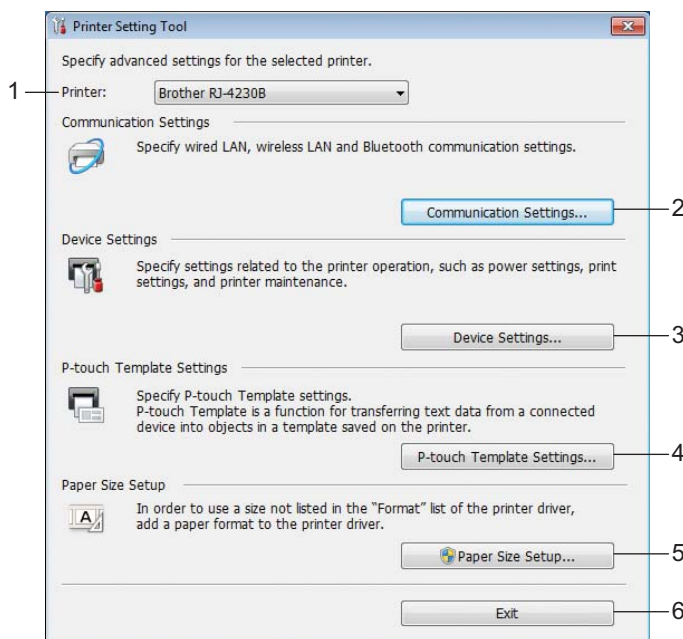 Printer Setting Tool
Specify advanced settings for the selected printer.
1
Printer: Brother RJ-4230B
Communication Settings
Specify wired LAN, wireless LAN and Bluetooth communication settings.
Communication Settings...
2
Device Settings
Specify settings related to the printer operation, such as power settings, print
settings, and printer maintenance.
Device Settings...
3
P-touch Template Settings
Specify P-touch Template settings.
P-touch Template is a function for transferring text data from a connected
device into objects in a template saved on the printer.
P-touch Template Settings...
4
Paper Size Setup
A
In order to use a size not listed in the "Format" list of the printer driver,
add a paper format to the printer driver.
Paper Size Setup...
5
Exit
6